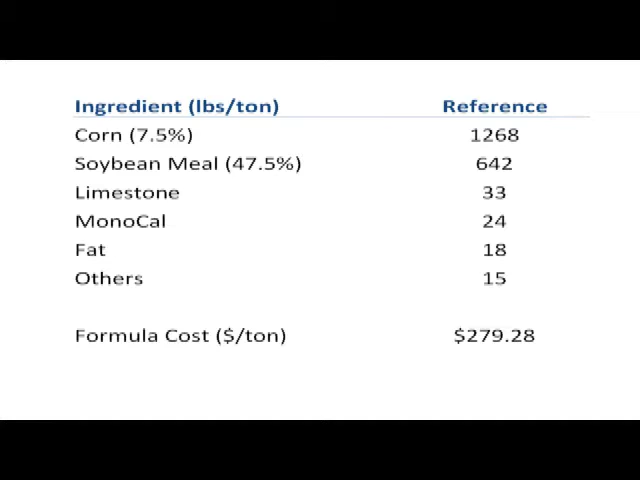 Ingredient (lbs/ton) Reference
Corn (7.5%) 1268
Soybean Meal (47.5%) 642
Limestone 33
MonoCal 24
Fat 18
Others 15
Formula Cost ($/ton) $279.28